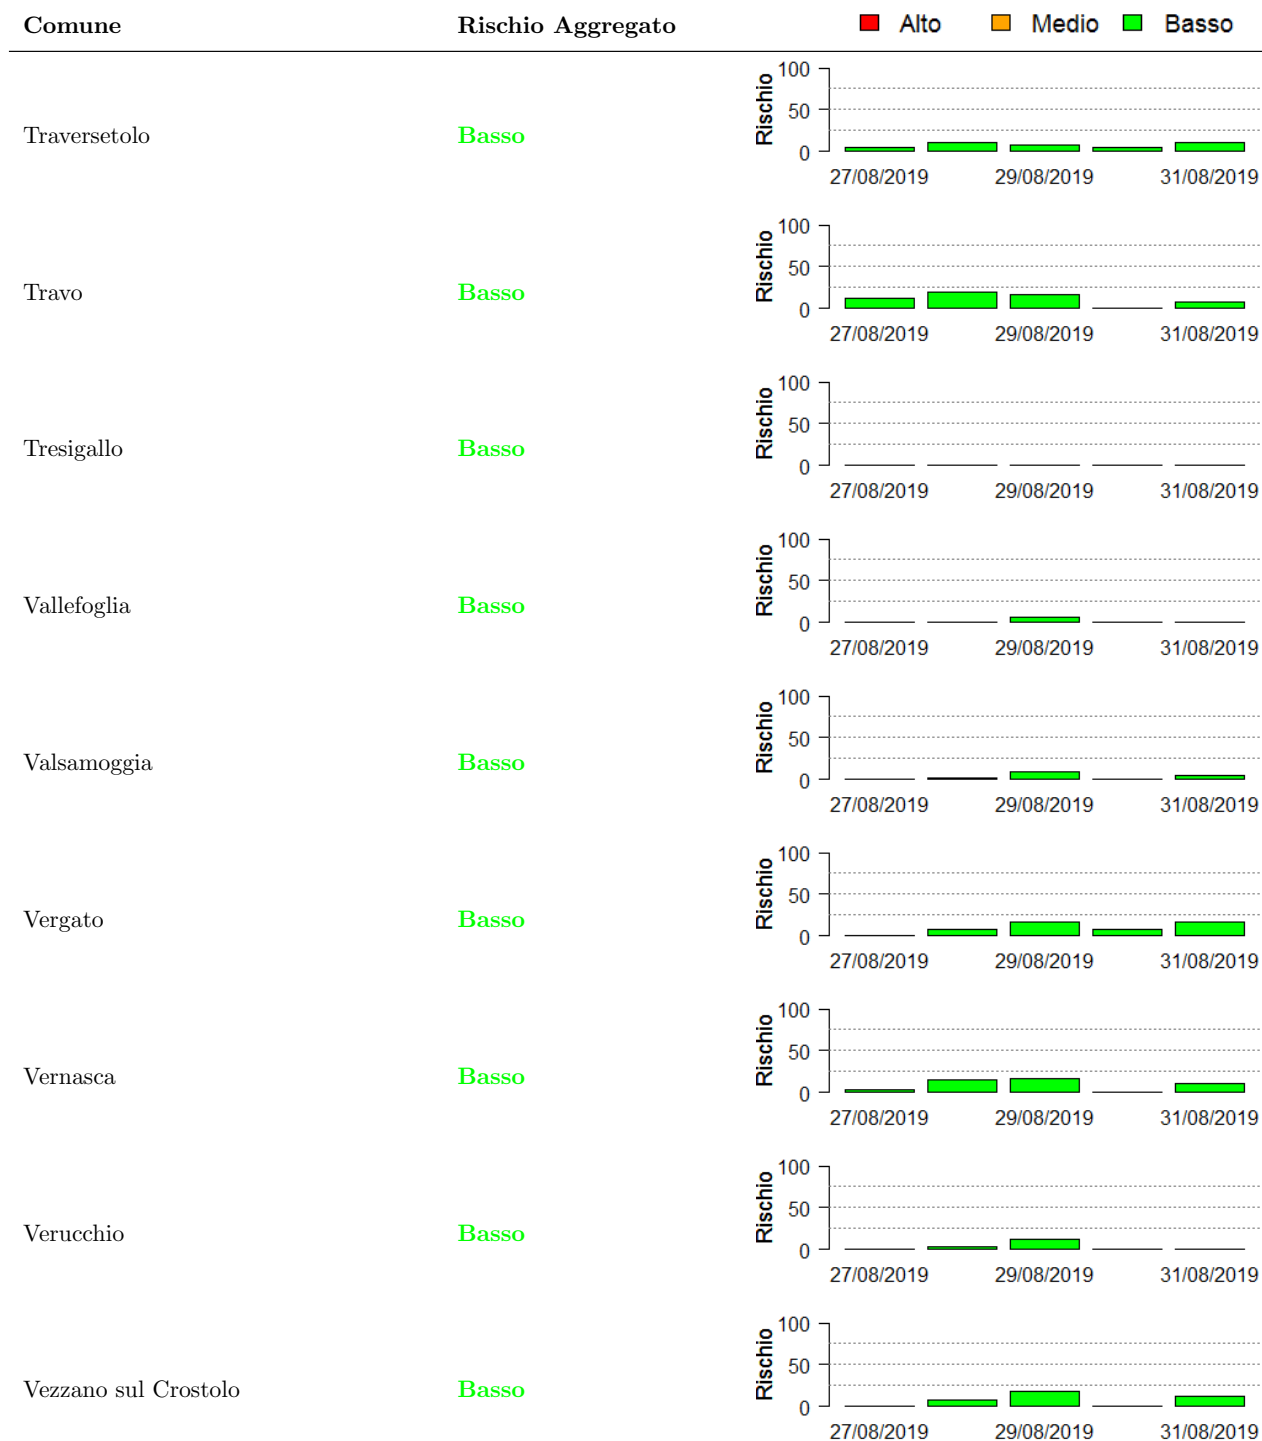 Comune Rischio Aggregato Alto Medio Basso
100
50
0
Rischio
Traversetolo Basso
27/08/2019 29/08/2019 31/08/2019
100
50
0
Rischio
Travo Basso
27/08/2019 29/08/2019 31/08/2019
100
50
0
Rischio
Tresigallo Basso
27/08/2019 29/08/2019 31/08/2019
100
50
0
Rischio
Vallefoglia Basso
27/08/2019 29/08/2019 31/08/2019
100
50
0
Rischio
Valsamoggia Basso
27/08/2019 29/08/2019 31/08/2019
100
50
0
Rischio
Vergato Basso
27/08/2019 29/08/2019 31/08/2019
100
50
0
Rischio
Vernasca Basso
27/08/2019 29/08/2019 31/08/2019
100
50
0
Rischio
Verucchio Basso
27/08/2019 29/08/2019 31/08/2019
100
50
0
Rischio
Vezzano sul Crostolo Basso
27/08/2019 29/08/2019 31/08/2019